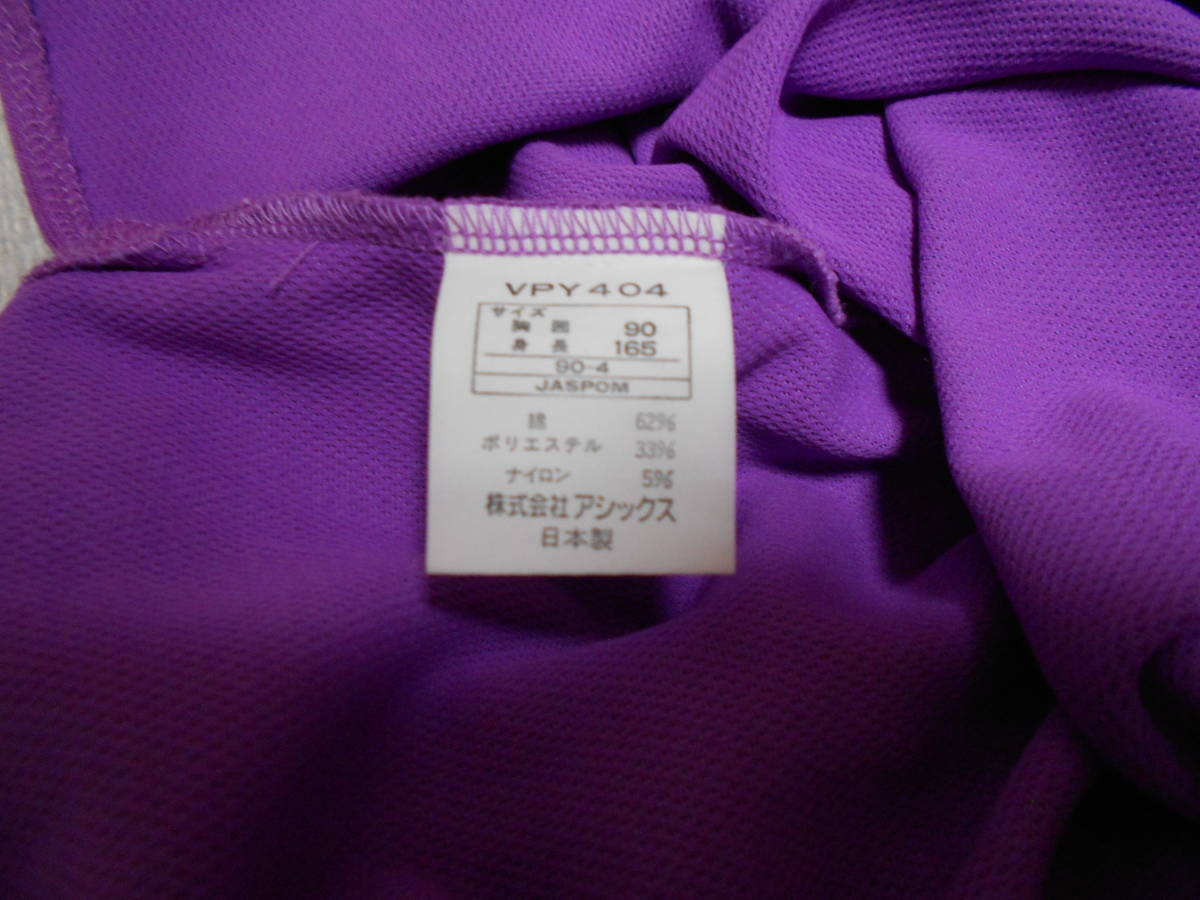 VPY404
サイズ
胸囲 90
身長 165
90-4
JASPOM
綿 62%
ポリエステル 33%
ナイロン 5%
株式会社アシックス
日本製